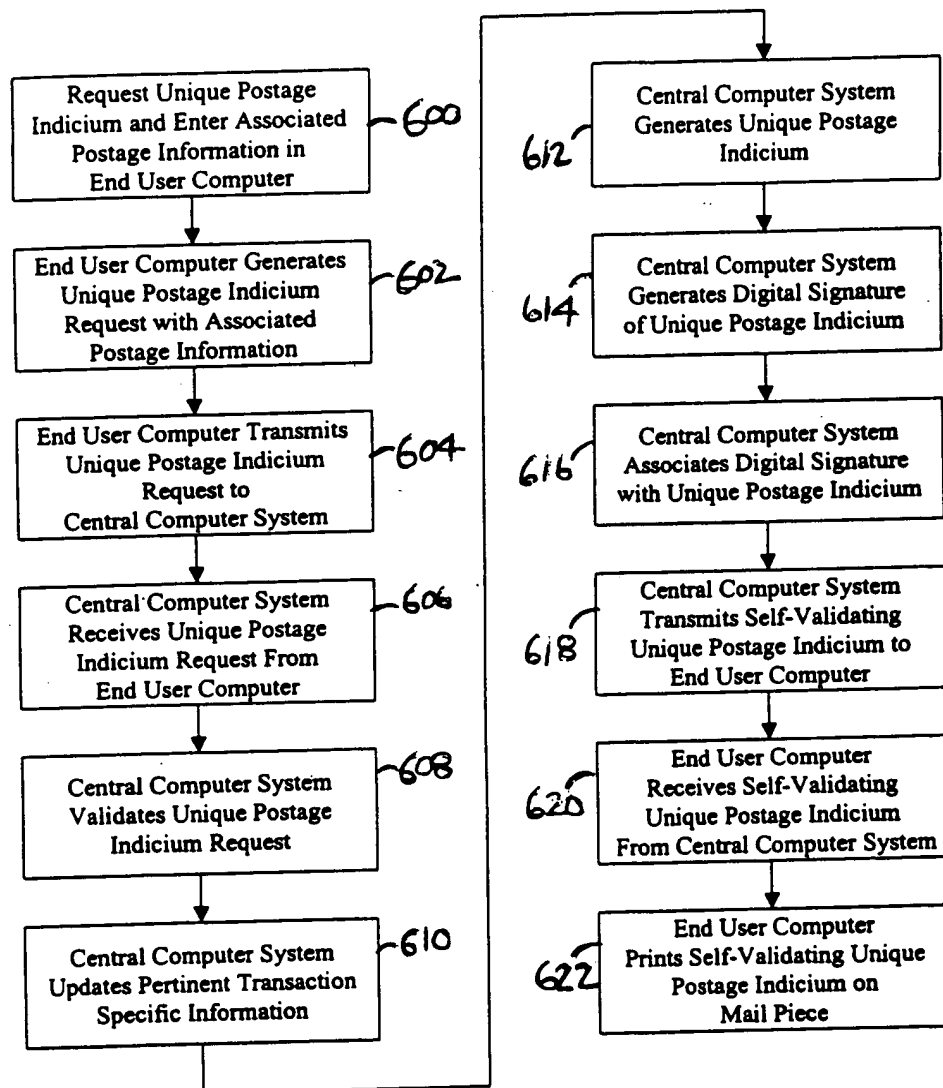 Request Unique Postage
Indicium and Enter Associated
Postage Information in
End User Computer
600
End User Computer Generates
Unique Postage Indicium
Request with Associated
Postage Information
602
End User Computer Transmits
Unique Postage Indicium
Request to
Central Computer System
604
Central Computer System
Receives Unique Postage
Indicium Request From
End User Computer
606
Central Computer System
Validates Unique Postage
Indicium Request
608
Central Computer System
Updates Pertinent Transaction
Specific Information
610
Central Computer System
Generates Unique Postage
Indicium
612
Central Computer System
Generates Digital Signature
of Unique Postage Indicium
614
Central Computer System
Associates Digital Signature
with Unique Postage Indicium
616
Central Computer System
Transmits Self-Validating
Unique Postage Indicium to
End User Computer
618
End User Computer
Receives Self-Validating
Unique Postage Indicium
From Central Computer System
620
End User Computer
Prints Self-Validating Unique
Postage Indicium on
Mail Piece
622